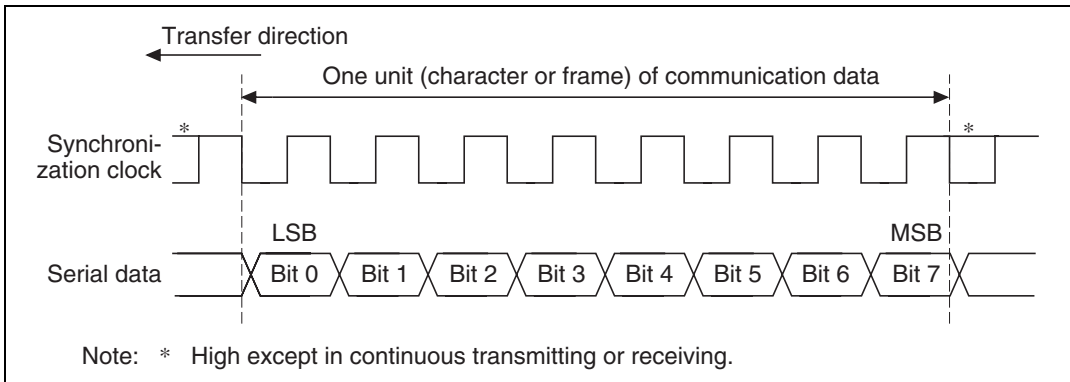 Transfer direction
One unit (character or frame) of communication data
*
*
Synchroni-
zation clock
LSB
MSB
Serial data
Bit 0
Bit 1
Bit 2
Bit 3
Bit 4
Bit 5
Bit 6
Bit 7
Note: * High except in continuous transmitting or receiving.